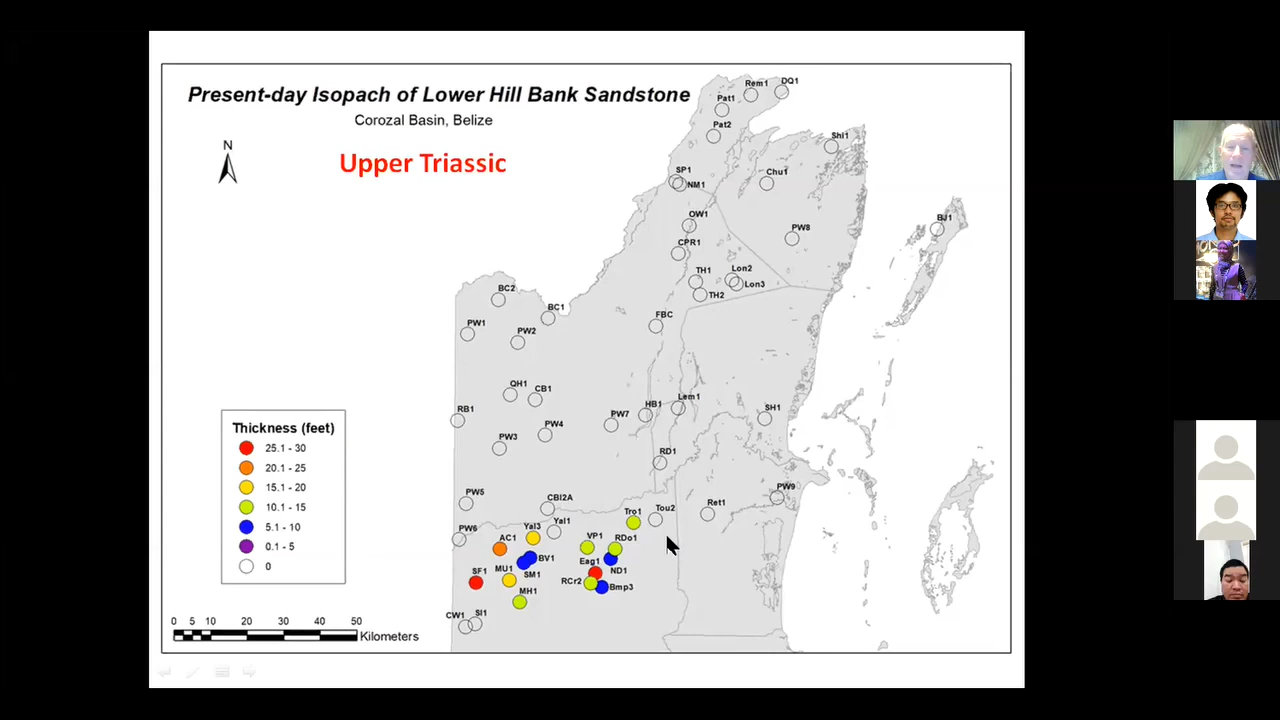 Present-day Isopach of Lower Hill Bank Sandstone
Corozal Basin, Belize
Upper Triassic
N
Rem1
DQ1
Pat1
Pat2
Shi1
SP1
NM1
Chu1
OW1
BJ1
PW8
CPR1
TH1
Lon2
Lon3
TH2
BC2
BC1
FBC
PW1
PW2
QH1
CB1
Lem1
HB1
RB1
PW7
SH1
PW4
PW3
RD1
PW5
CBI2A
PW9
Ret1
Tou2
Tro1
Yal3
Yal1
PW6
AC1
VP1
RDo1
BV1
Eag1
ND1
SF1
MU1
SM1
RCr2
Bmp3
MH1
CW1
SI1
Thickness (feet)
25.1 - 30
20.1 - 25
15.1 - 20
10.1 - 15
5.1 - 10
0.1 - 5
0
0 5 10 20 30 40 50
Kilometers